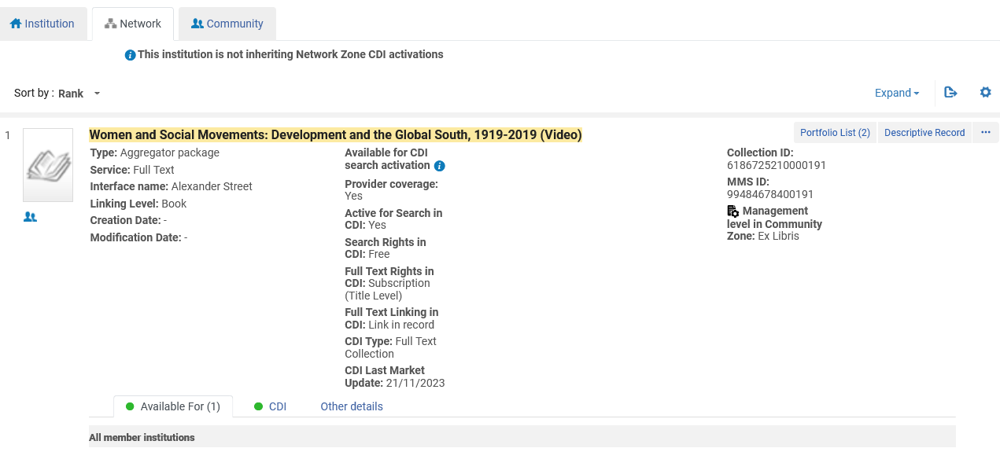 Institution
Network
Community
This institution is not inheriting Network Zone CDI activations
Sort by : Rank
Expand
1
Women and Social Movements: Development and the Global South, 1919-2019 (Video)
Portfolio List (2)
Descriptive Record
...
Type: Aggregator package
Service: Full Text
Interface name: Alexander Street
Linking Level: Book
Creation Date: -
Modification Date: -
Available for CDI
search activation
Provider coverage:
Yes
Active for Search in
CDI: Yes
Search Rights in
CDI: Free
Full Text Rights in
CDI: Subscription
(Title Level)
Full Text Linking in
CDI: Link in record
CDI Type: Full Text
Collection
CDI Last Market
Update: 21/11/2023
Collection ID:
6186725210000191
MMS ID:
99484678400191
Management
level in Community
Zone: Ex Libris
Available For (1)
CDI
Other details
All member institutions